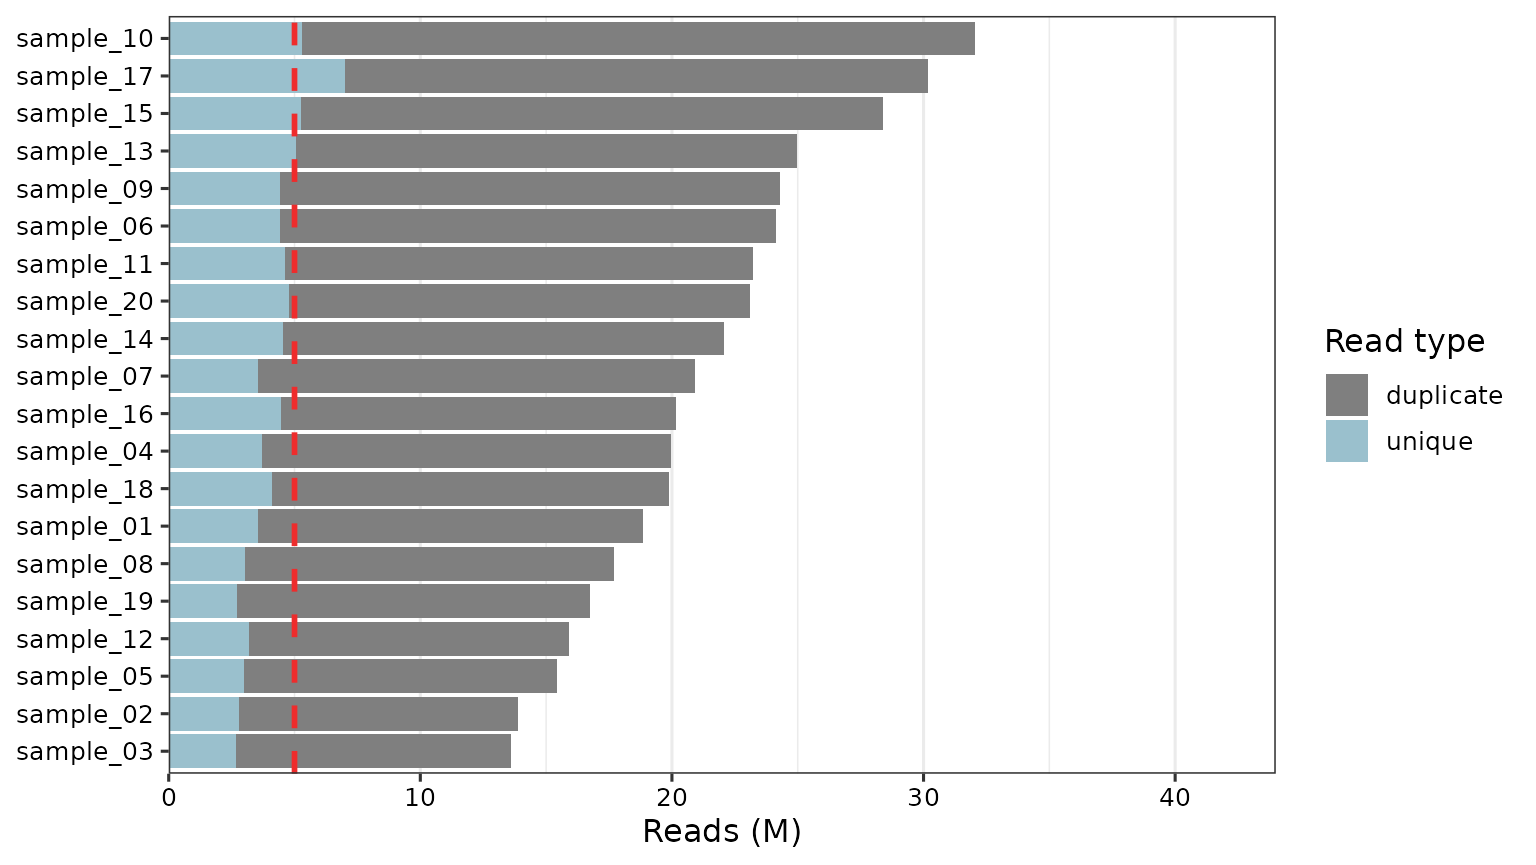 sample_10
sample_17
sample_15
sample_13
sample_09
sample_06
sample_11
sample_20
sample_14
sample_07
sample_16
sample_04
sample_18
sample_01
sample_08
sample_19
sample_12
sample_05
sample_02
sample_03
0 10 20 30 40
Reads (M)
Read type
duplicate
unique